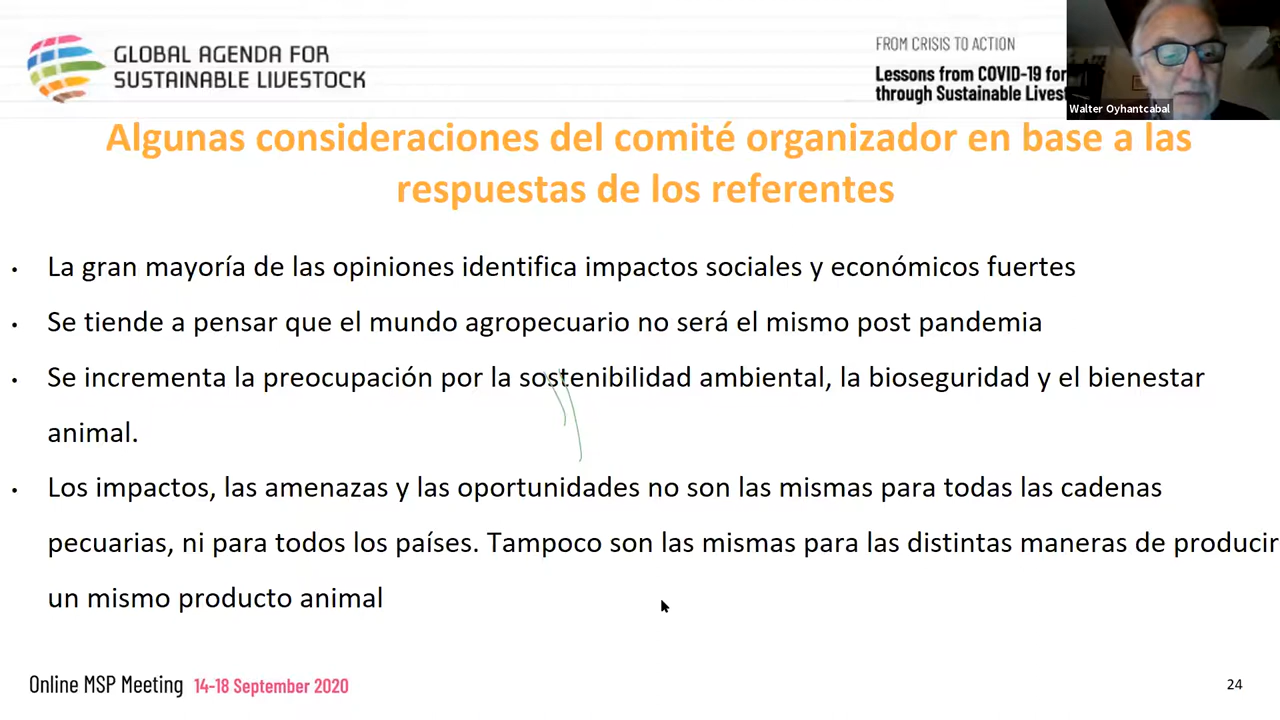 GLOBAL AGENDA FOR
SUSTAINABLE LIVESTOCK
FROM CRISIS TO ACTION
Lessons from COVID-19 for
through Sustainable
Walter Oyhantcabal
Algunas consideraciones del comité organizador en base a las
respuestas de los referentes
• La gran mayoría de las opiniones identifica impactos sociales y económicos fuertes
• Se tiende a pensar que el mundo agropecuario no será el mismo post pandemia
• Se incrementa la preocupación por la sostenibilidad ambiental, la bioseguridad y el bienestar
animal.
• Los impactos, las amenazas y las oportunidades no son las mismas para todas las cadenas
pecuarias, ni para todos los países. Tampoco son las mismas para las distintas maneras de producir
un mismo producto animal
Online MSP Meeting 14-18 September 2020
24